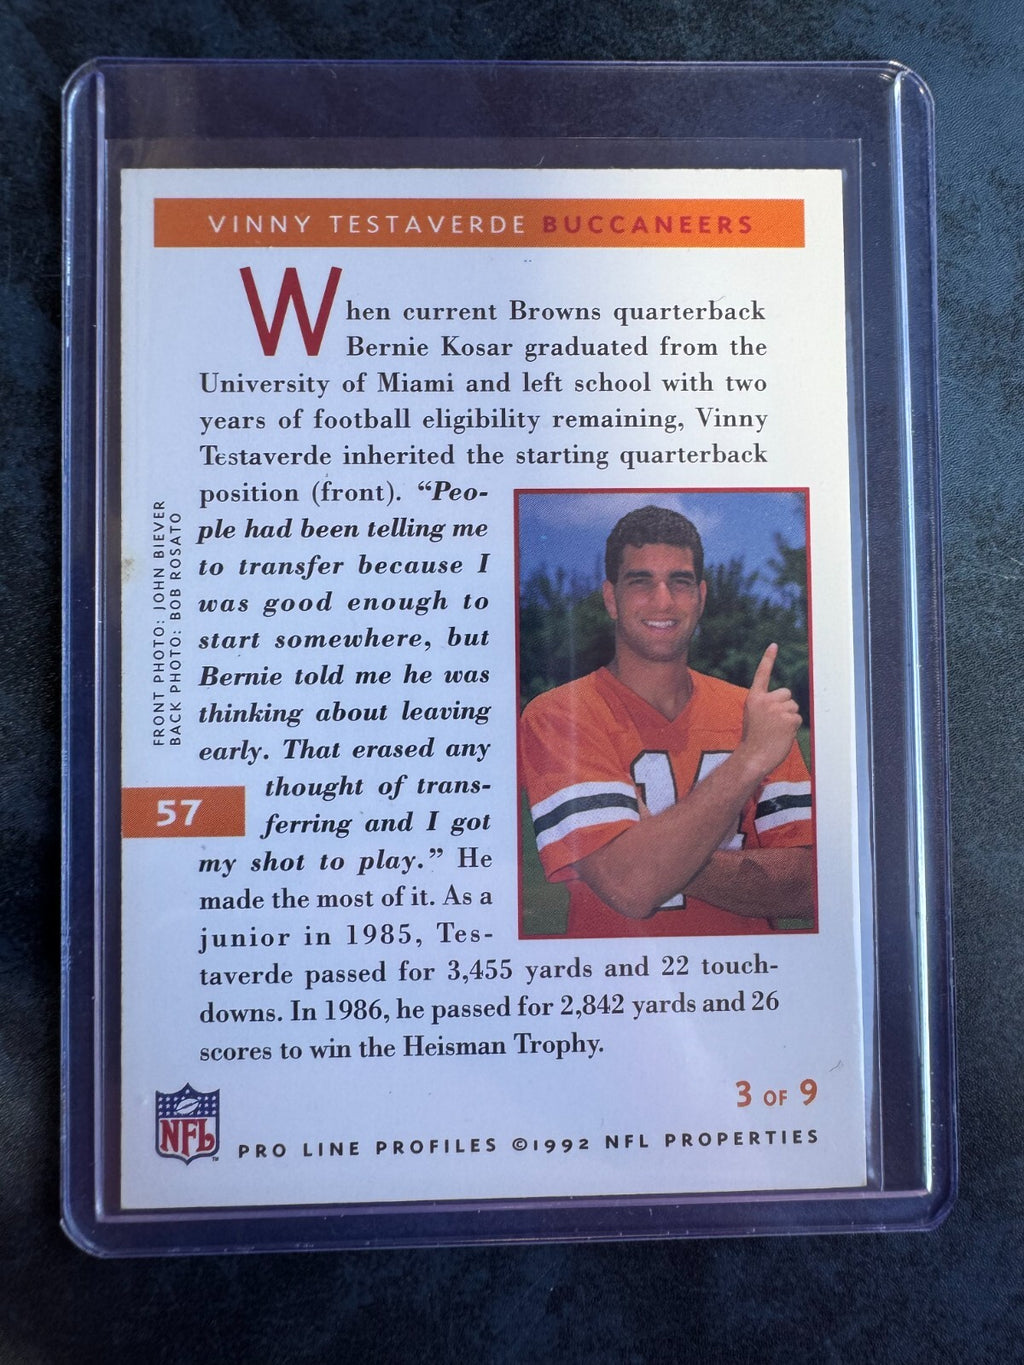 VINNY TESTAVERDE BUCCANEERS
When current Browns quarterback
Bernie Kosar graduated from the
University of Miami and left school with two
years of football eligibility remaining, Vinny
Testaverde inherited the starting quarterback
position (front). “Peo-
ple had been telling me
to transfer because I
was good enough to
start somewhere, but
Bernie told me he was
thinking about leaving
early. That erased any
thought of trans-
ferring and I got
my shot to play.” He
made the most of it. As a
junior in 1985, Tes-
taverde passed for 3,455 yards and 22 touch-
downs. In 1986, he passed for 2,842 yards and 26
scores to win the Heisman Trophy.
FRONT PHOTO: JOHN BIEVER
BACK PHOTO: BOB ROSATO
57
14
3 OF 9
NFL
PRO LINE PROFILES ©1992 NFL PROPERTIES